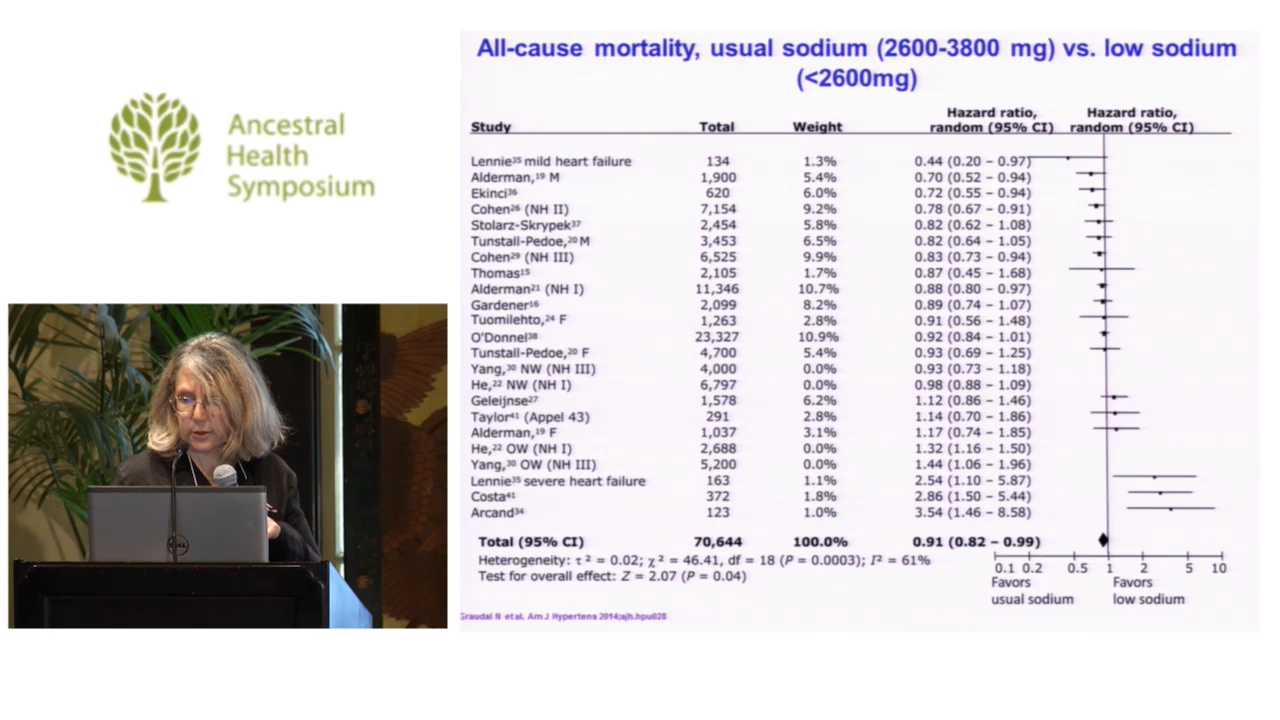 Ancestral
Health
Symposium
All-cause mortality, usual sodium (2600-3800 mg) vs. low sodium
(<2600mg)
Study Total Weight Hazard ratio, random (95% CI) Hazard ratio, random (95% CI)
Lennie³⁵ mild heart failure 134 1.3% 0.44 (0.20 – 0.97)
Alderman,¹⁹ M 1,900 5.4% 0.70 (0.52 – 0.94)
Ekinci³⁶ 620 6.0% 0.72 (0.55 – 0.94)
Cohen²⁶ (NH II) 7,154 9.2% 0.78 (0.67 – 0.91)
Stolarz-Skrypek³⁷ 2,454 5.8% 0.82 (0.62 – 1.08)
Tunstall-Pedoe,²⁰ M 3,453 6.5% 0.82 (0.64 – 1.05)
Cohen²⁹ (NH III) 6,525 9.9% 0.83 (0.73 – 0.94)
Thomas¹⁵ 2,105 1.7% 0.87 (0.45 – 1.68)
Alderman²¹ (NH I) 11,346 10.7% 0.88 (0.80 – 0.97)
Gardener¹⁶ 2,099 8.2% 0.89 (0.74 – 1.07)
Tuomilehto,²⁴ F 1,263 2.8% 0.91 (0.56 – 1.48)
O'Donnel³⁸ 23,327 10.9% 0.92 (0.84 – 1.01)
Tunstall-Pedoe,²⁰ F 4,700 5.4% 0.93 (0.69 – 1.25)
Yang,³⁰ NW (NH III) 4,000 0.0% 0.93 (0.73 – 1.18)
He,²² NW (NH I) 6,797 0.0% 0.98 (0.88 – 1.09)
Geleijnse²⁷ 1,578 6.2% 1.12 (0.86 – 1.46)
Taylor⁴¹ (Appel 43) 291 2.8% 1.14 (0.70 – 1.86)
Alderman,¹⁹ F 1,037 3.1% 1.17 (0.74 – 1.85)
He,²² OW (NH I) 2,688 0.0% 1.32 (1.16 – 1.50)
Yang,³⁰ OW (NH III) 5,200 0.0% 1.44 (1.06 – 1.96)
Lennie³⁵ severe heart failure 163 1.1% 2.54 (1.10 – 5.87)
Costa⁴¹ 372 1.8% 2.86 (1.50 – 5.44)
Arcand³⁴ 123 1.0% 3.54 (1.46 – 8.58)
Total (95% CI) 70,644 100.0% 0.91 (0.82 – 0.99)
Heterogeneity: τ² = 0.02; χ² = 46.41, df = 18 (P = 0.0003); I² = 61%
Test for overall effect: Z = 2.07 (P = 0.04)
0.1 0.2 0.5 1 2 5 10
Favors usual sodium Favors low sodium
Graudal N et al. Am J Hypertens 2014;ajh.hpu028
DELL